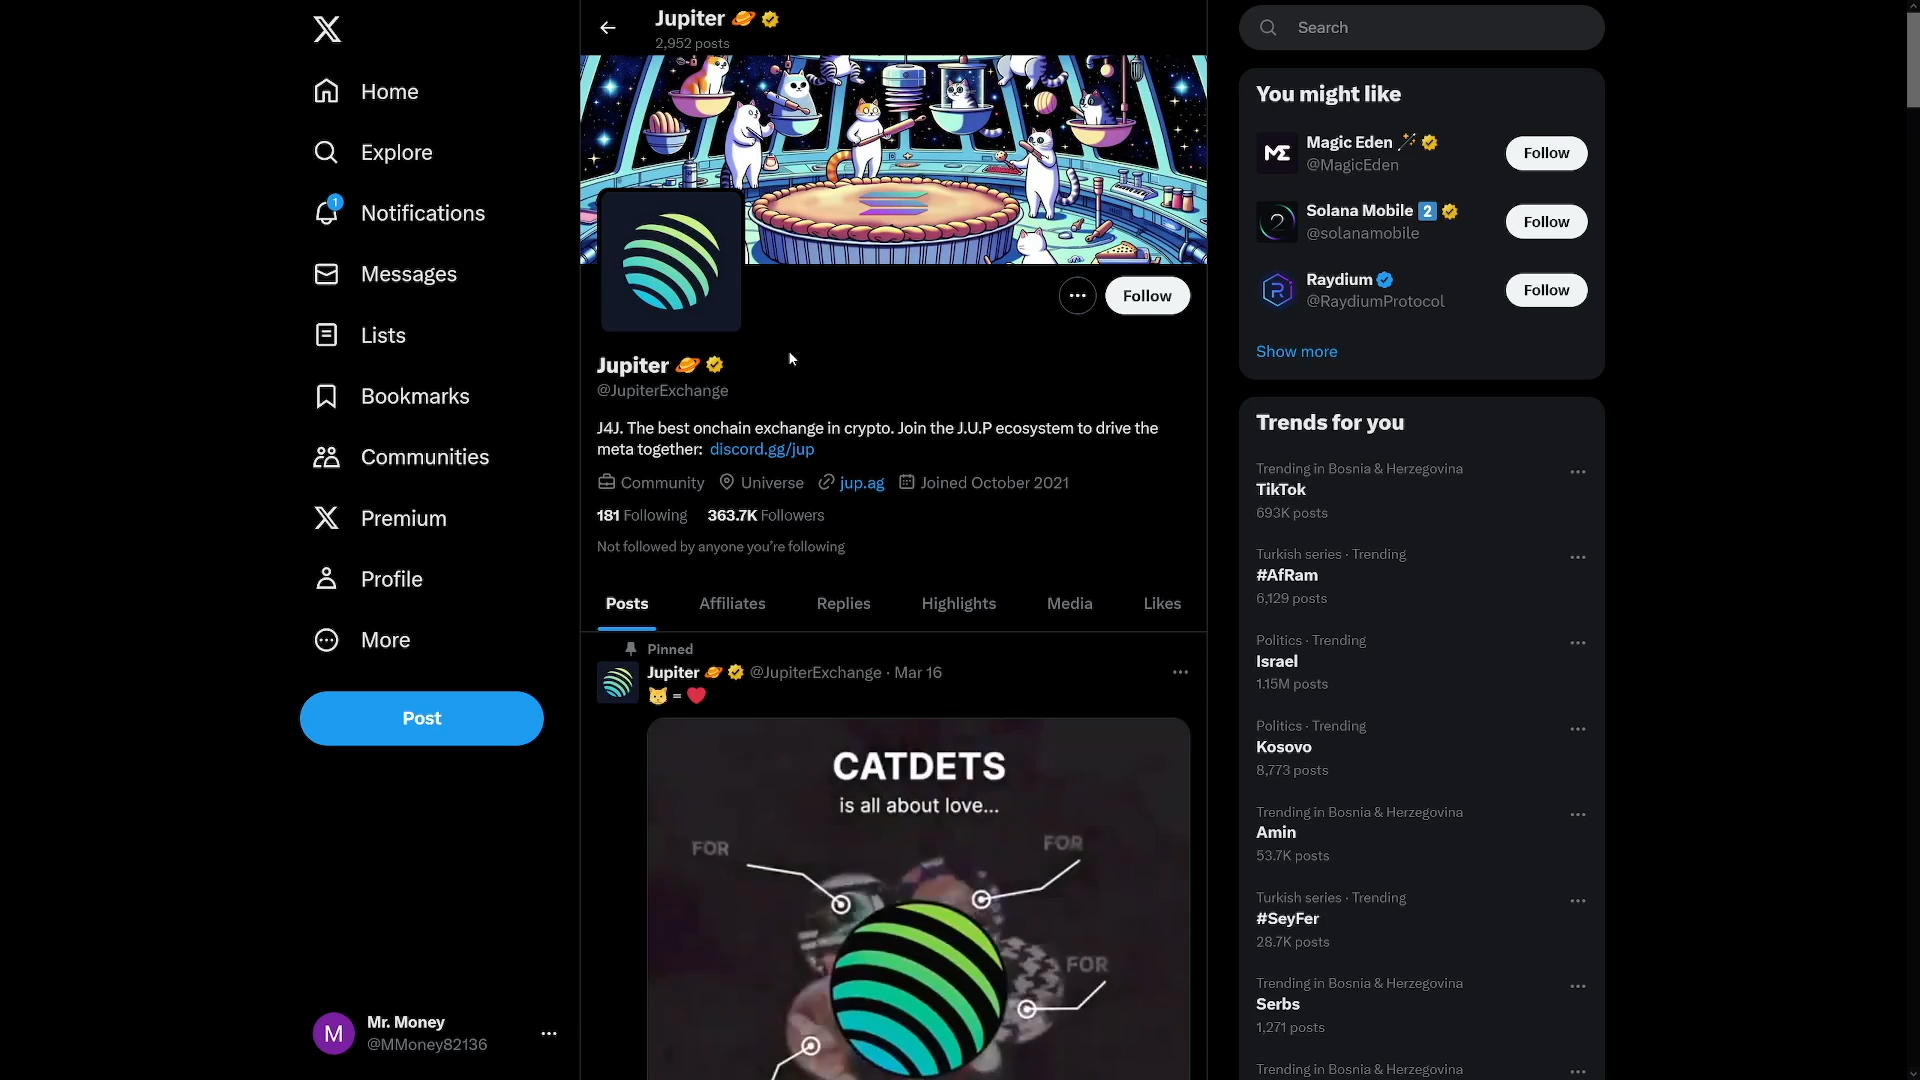 Home
Explore
1
Notifications
Messages
Lists
Bookmarks
Communities
Premium
Profile
More
Post
M
Mr. Money
@MMoney82136
Jupiter 🪐
2,952 posts
Follow
Jupiter 🪐
@JupiterExchange
J4J. The best onchain exchange in crypto. Join the J.U.P ecosystem to drive the
meta together: discord.gg/jup
Community Universe jup.ag Joined October 2021
181 Following 363.7K Followers
Not followed by anyone you're following
Posts Affiliates Replies Highlights Media Likes
Pinned
Jupiter 🪐 @JupiterExchange · Mar 16
🐱 = ❤️
CATDETS
is all about love...
FOR
FOR
FOR
Search
You might like
ME
Magic Eden 🪄
@MagicEden
Follow
2
Solana Mobile 2️⃣
@solanamobile
Follow
R
Raydium
@RaydiumProtocol
Follow
Show more
Trends for you
Trending in Bosnia & Herzegovina
TikTok
693K posts
Turkish series · Trending
#AfRam
6,129 posts
Politics · Trending
Israel
1.15M posts
Politics · Trending
Kosovo
8,773 posts
Trending in Bosnia & Herzegovina
Amin
53.7K posts
Turkish series · Trending
#SeyFer
28.7K posts
Trending in Bosnia & Herzegovina
Serbs
1,271 posts
Trending in Bosnia & Herzegovina